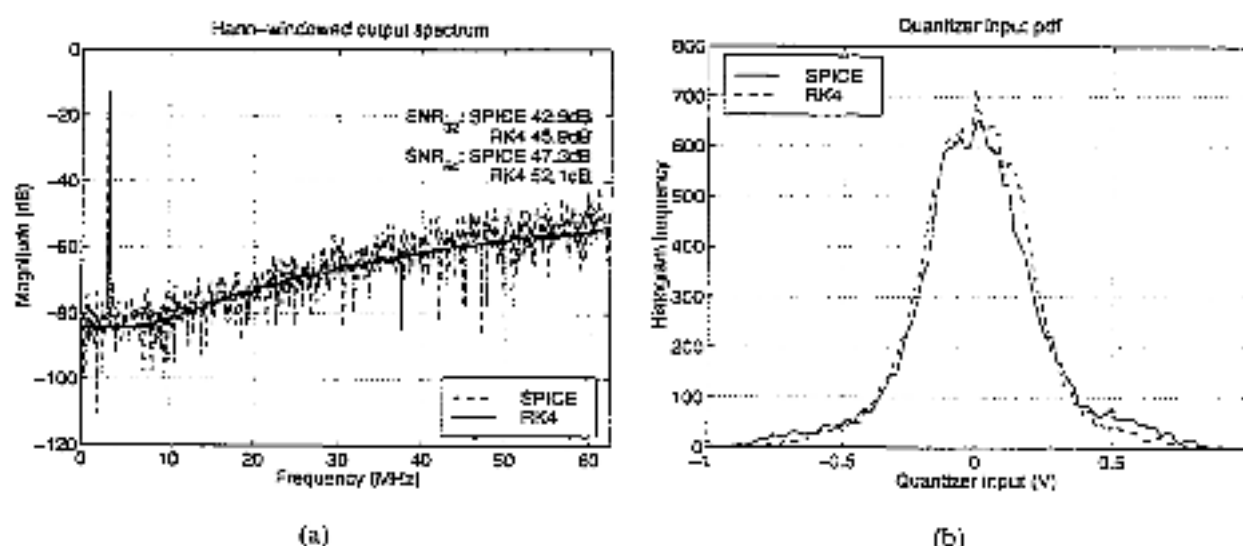 Hann-windowed output spectrum
0
-20
-40
-60
-80
-100
-120
0
10
20
30
40
50
60
Magnitude (dB)
Frequency (MHz)
SNR32: SPICE 42.9dB
RK4 45.8dB
SNR: SPICE 47.3dB
RK4 52.1dB
SPICE
RK4
(a)
Quantizer input pdf
800
700
600
500
400
300
200
100
0
-1
-0.5
0
0.5
Histogram frequency
Quantizer input (V)
SPICE
RK4
(b)